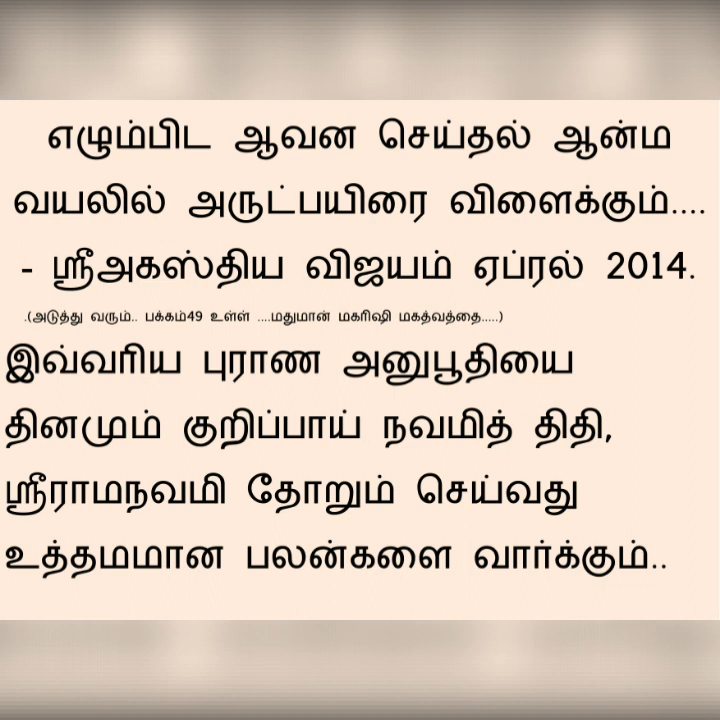 எழும்பிட ஆவன செய்தல் ஆன்ம
வயலில் அருட்பயிரை விளைக்கும்....
- ஸ்ரீஅகஸ்திய விஜயம் ஏப்ரல் 2014.
.(அடுத்து வரும்.. பக்கம்49 உள்ள ....மதுமான் மகரிஷி மகத்வத்தை.....)
இவ்வரிய புராண அனுபூதியை
தினமும் குறிப்பாய் நவமித் திதி,
ஸ்ரீராமநவமி தோறும் செய்வது
உத்தமமான பலன்களை வார்க்கும்..